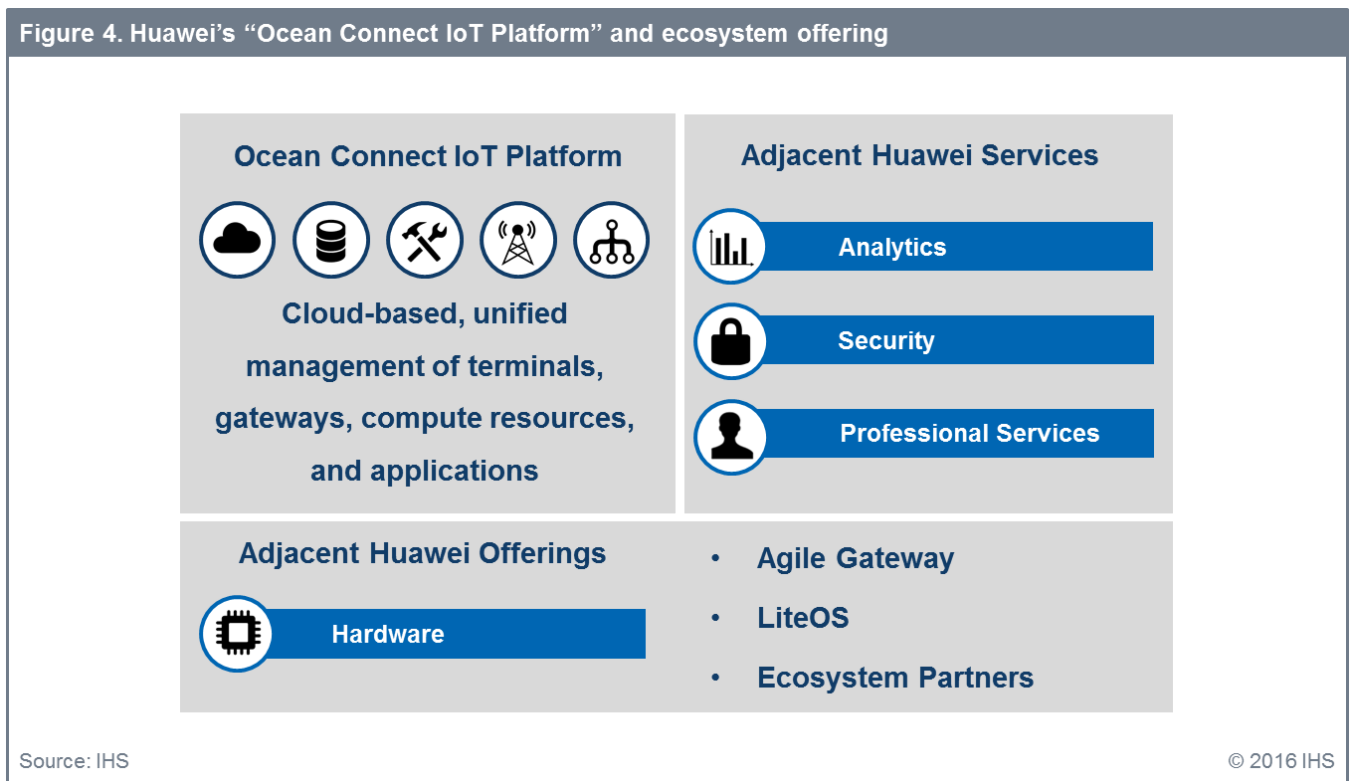 Figure 4. Huawei’s “Ocean Connect IoT Platform” and ecosystem offering
Ocean Connect IoT Platform
Cloud-based, unified
management of terminals,
gateways, compute resources,
and applications
Adjacent Huawei Services
Analytics
Security
Professional Services
Adjacent Huawei Offerings
Hardware
• Agile Gateway
• LiteOS
• Ecosystem Partners
Source: IHS
© 2016 IHS